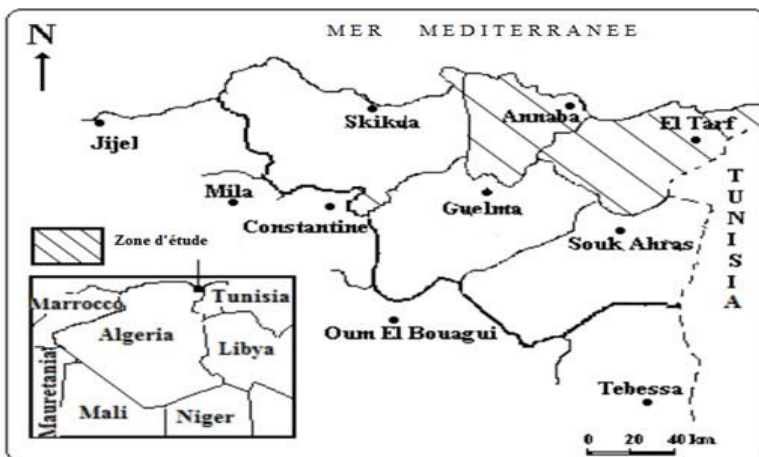 N
MER MEDITERRANEE
Skikda
Annaba
El Tarf
Jijel
TUNISIA
Mila
Constantine
Guelma
Souk Ahras
Zone d'étude
Marrocco
Tunisia
Algeria
Libya
Mauretania
Mali
Niger
Oum El Bouagui
Tebessa
0 20 40 km.